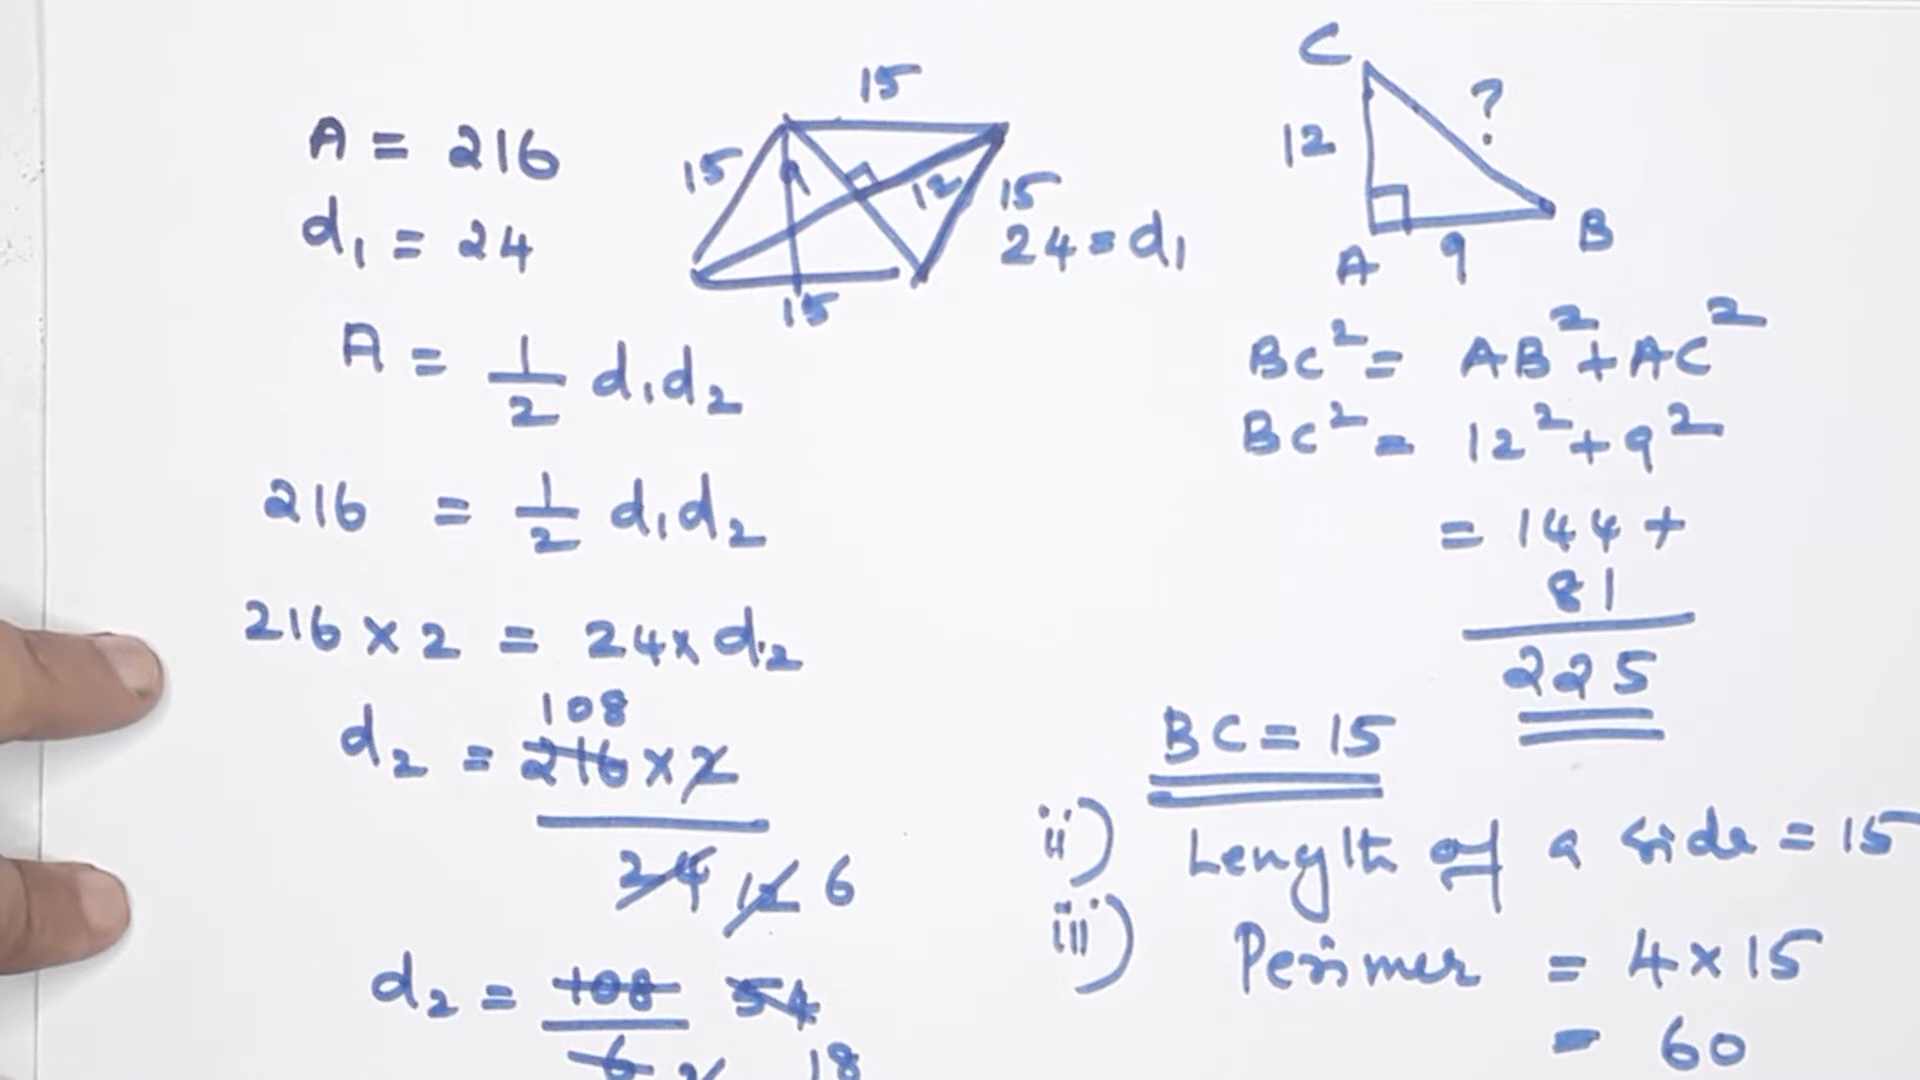 A = 216
d₁ = 24
15
15
12
15
24 = d₁
15
A = 1/2 d₁d₂
216 = 1/2 d₁d₂
216 × 2 = 24 × d₂
108
d₂ = 216 × 2
24 12 6
d₂ = 108 54
6 18
C
12
?
A 9 B
BC² = AB² + AC²
BC² = 12² + 9²
= 144 +
81
225
BC = 15
ii) Length of a side = 15
iii) Perimer = 4 × 15
= 60